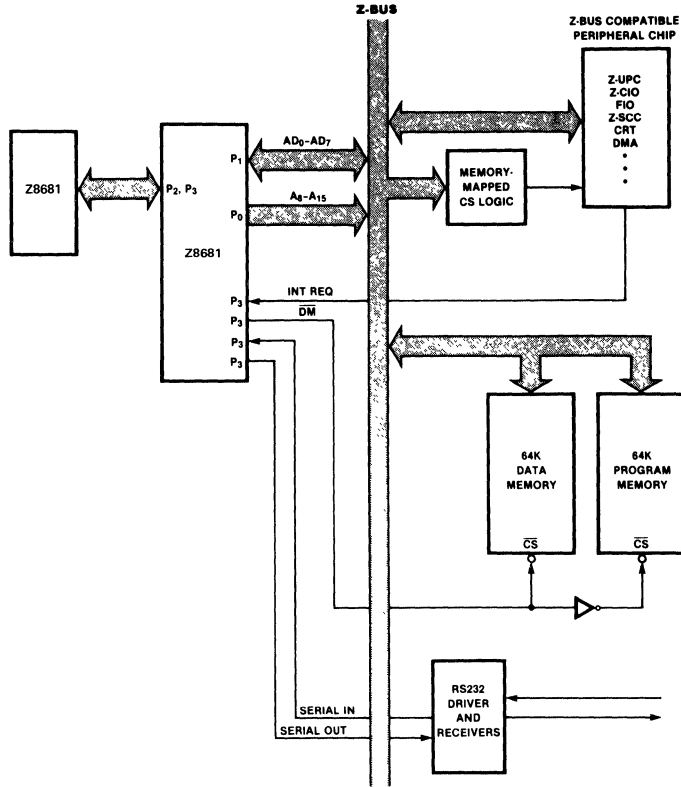 Z-BUS
Z-BUS COMPATIBLE
PERIPHERAL CHIP
Z-UPC
Z-CIO
FIO
Z-SCC
CRT
DMA
Z8681
P2, P3
P1
AD0–AD7
MEMORY-
MAPPED
CS LOGIC
P0
A8–A15
Z8681
P3
INT REQ
P3
DM
P3
P3
64K
DATA
MEMORY
CS
64K
PROGRAM
MEMORY
CS
RS232
DRIVER
AND
RECEIVERS
SERIAL IN
SERIAL OUT